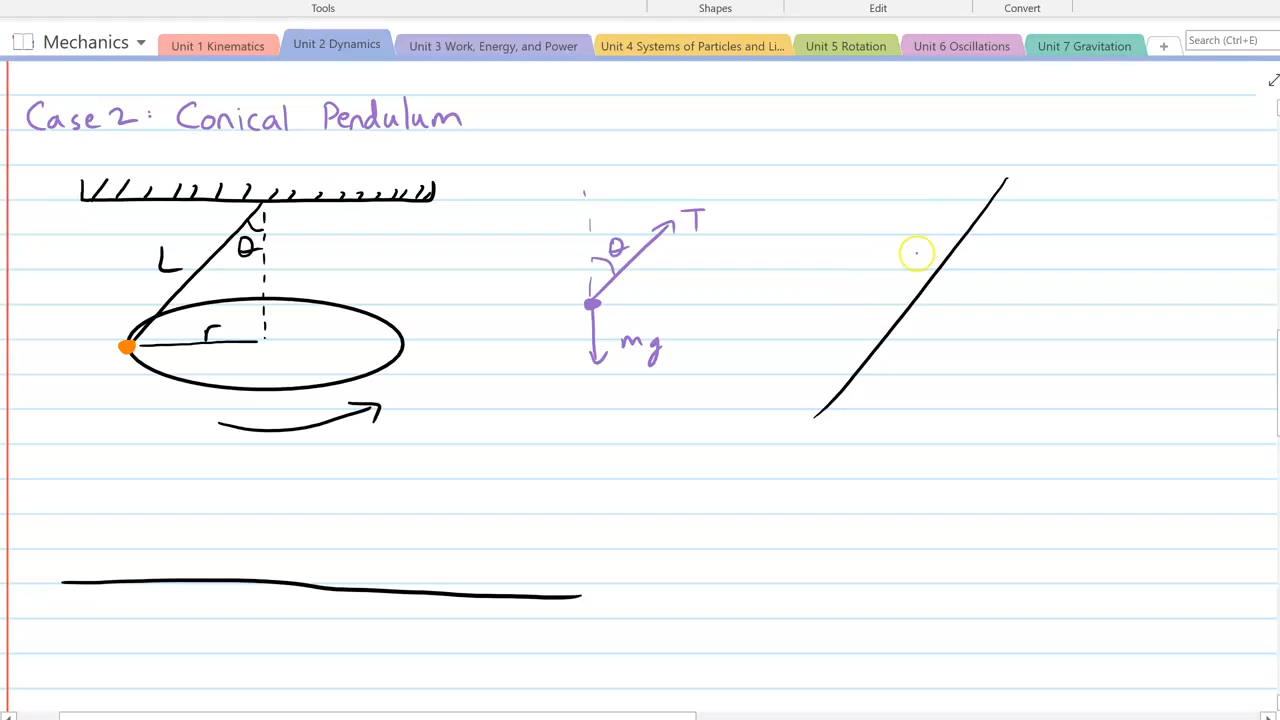 Tools Shapes Edit Convert
Mechanics Unit 1 Kinematics Unit 2 Dynamics Unit 3 Work, Energy, and Power Unit 4 Systems of Particles and Li... Unit 5 Rotation Unit 6 Oscillations Unit 7 Gravitation + Search (Ctrl+E)
Case 2: Conical Pendulum
θ
L
r
θ
T
mg